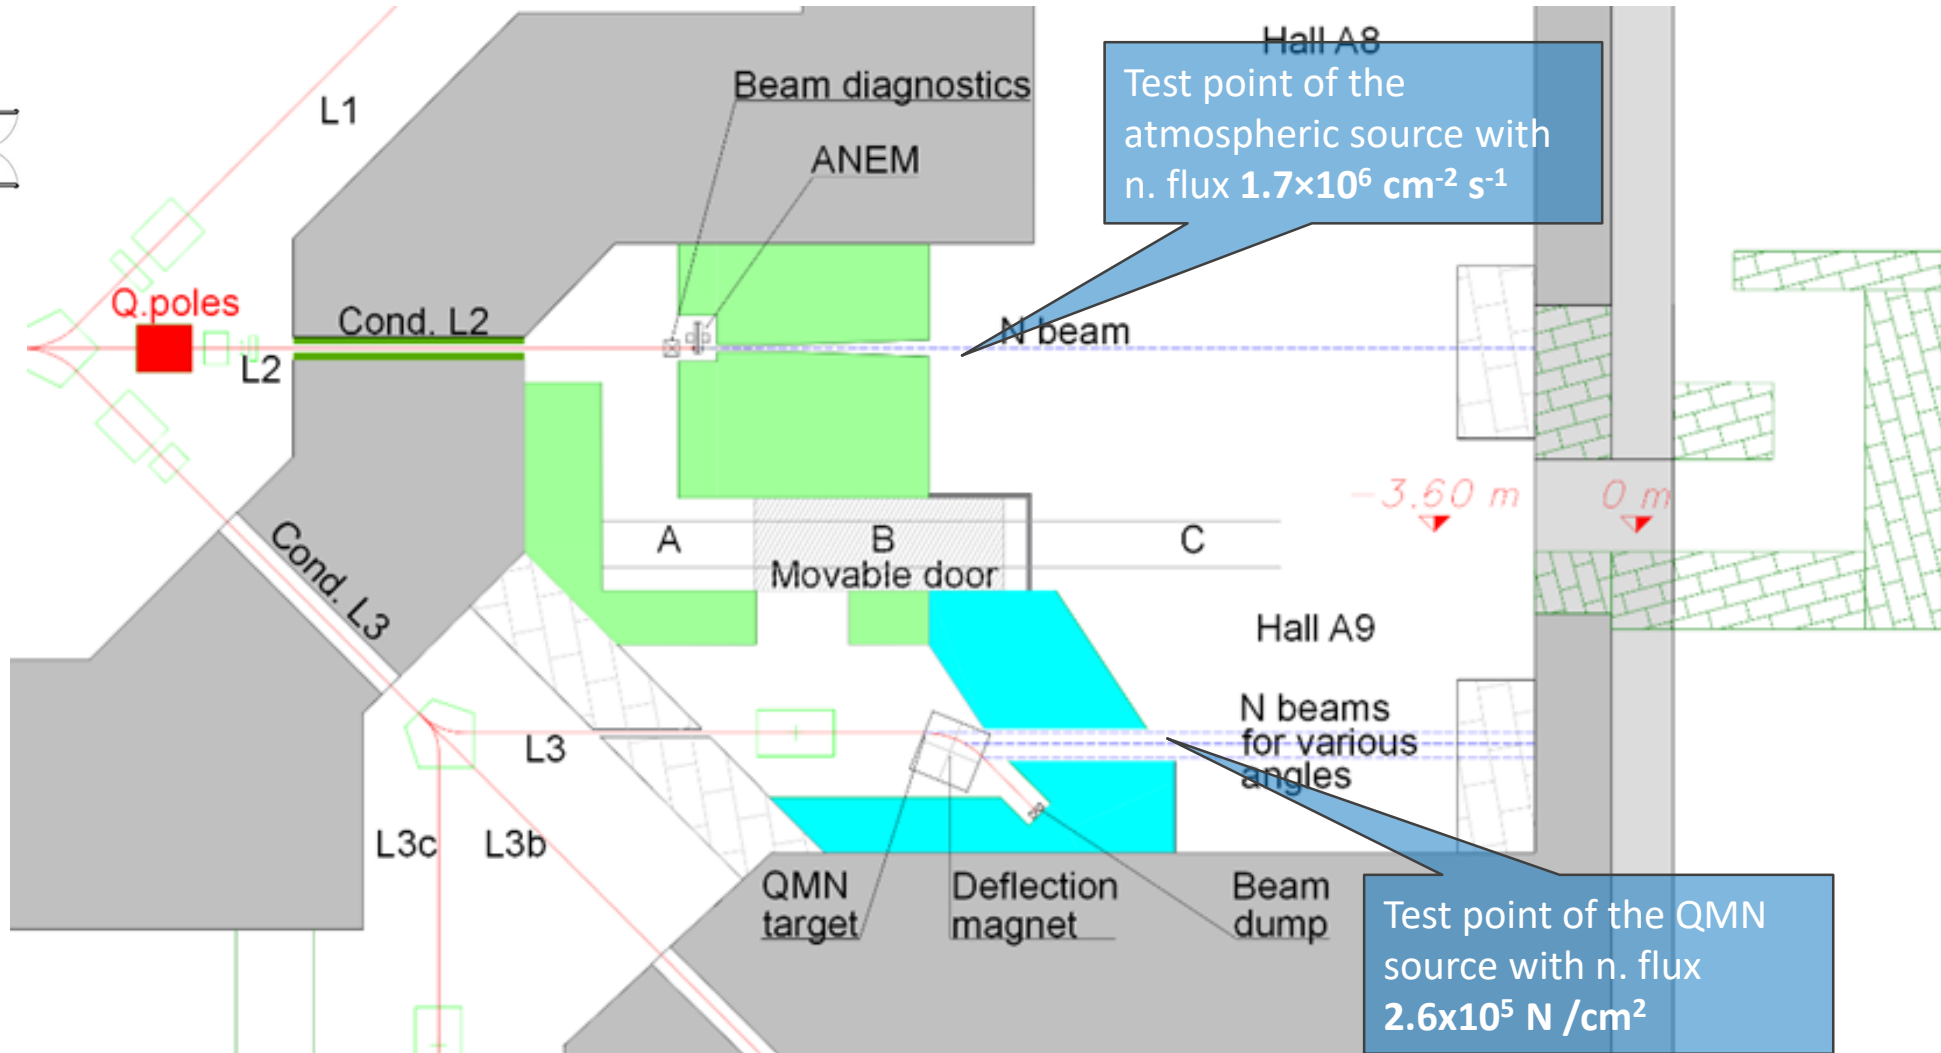 Hall A8
Test point of the
atmospheric source with
n. flux 1.7×10⁶ cm⁻² s⁻¹
Beam diagnostics
L1
ANEM
Q.poles
Cond. L2
N beam
L2
-3.60 m
0 m
A
B
C
Cond. L3
Movable door
Hall A9
N beams
for various
angles
L3
L3c
L3b
QMN
target
Deflection
magnet
Beam
dump
Test point of the QMN
source with n. flux
2.6x10⁵ N /cm²